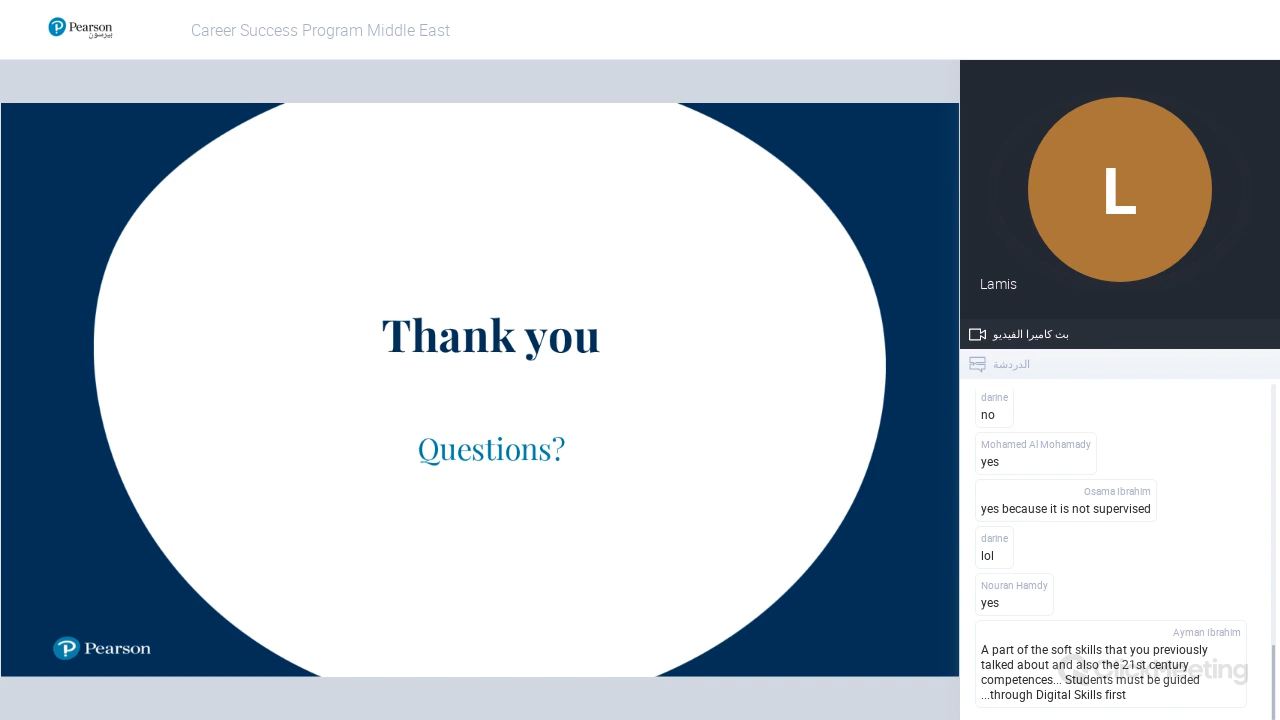 Pearson
بيرسون
Career Success Program Middle East
Thank you
Questions?
Pearson
L
Lamis
بث كاميرا الفيديو
الدردشة
darine
no
Mohamed Al Mohamady
yes
Osama Ibrahim
yes because it is not supervised
darine
lol
Nouran Hamdy
yes
Ayman Ibrahim
A part of the soft skills that you previously
talked about and also the21st century
competences... Students must be guided
...through Digital Skills first
ClickMeeting